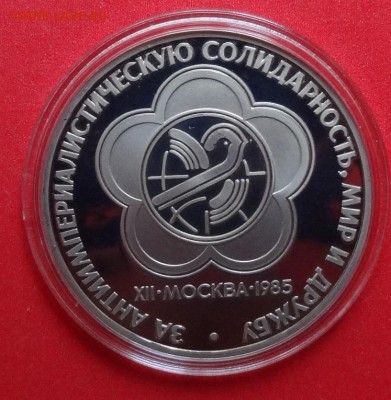 ЗА АНТИИМПЕРИАЛИСТИЧЕСКУЮ СОЛИДАРНОСТЬ, МИР И ДРУЖБУ •
XII•МОСКВА•1985